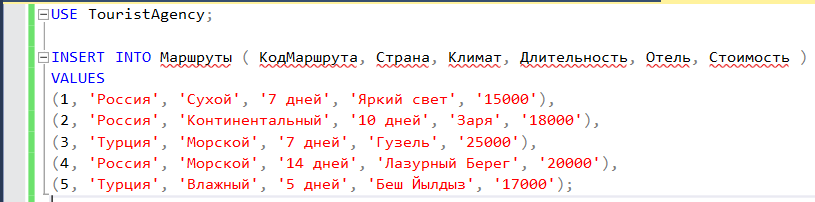 USE TouristAgency;
INSERT INTO Маршруты ( КодМаршрута, Страна, Климат, Длительность, Отель, Стоимость )
VALUES
(1, 'Россия', 'Сухой', '7 дней', 'Яркий свет', '15000'),
(2, 'Россия', 'Континентальный', '10 дней', 'Заря', '18000'),
(3, 'Турция', 'Морской', '7 дней', 'Гузель', '25000'),
(4, 'Россия', 'Морской', '14 дней', 'Лазурный Берег', '20000'),
(5, 'Турция', 'Влажный', '5 дней', 'Беш Йылдыз', '17000');